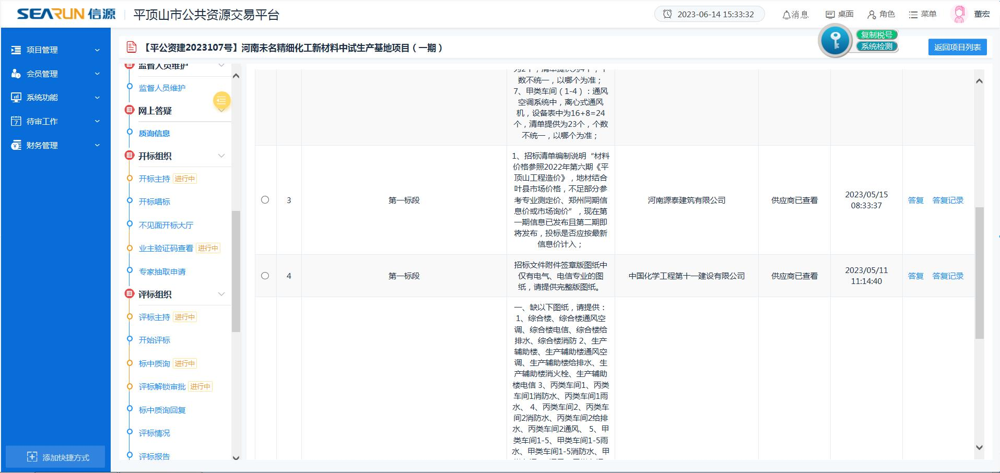 SEARUN 信源
平顶山市公共资源交易平台
2023-06-14 15:33:32
消息
桌面
角色
菜单
董宏
项目管理
会员管理
系统功能
待审工作
财务管理
添加快捷方式
【平公资建2023107号】河南未名精细化工新材料中试生产基地项目（一期）
复制税号
系统检测
返回项目列表
监督人员维护
监督人员维护
网上答疑
质询信息
开标组织
开标主持 进行中
开标唱标
不见面开标大厅
业主验证码查看 进行中
专家抽取申请
评标组织
评标主持 进行中
开始评标
标中质询 进行中
评标解锁审批 进行中
标中质询回复
评标情况
评标报告
为2个，清单提供为4个，个
数不统一，以哪个为准；
7、甲类车间（1-4）：通风
空调系统中，离心式通风
机，设备表中为16+8=24
个，清单提供为23个，个数
不统一，以哪个为准；
3
第一标段
1、招标清单编制说明“材料
价格参照2022年第六期《平
顶山工程造价》，地材结合
叶县市场价格，不足部分参
考专业测定价、郑州同期信
息价或市场询价”，现在第
一期信息已发布且第二期即
将发布，投标是否应按最新
信息价计入；
河南源泰建筑有限公司
供应商已查看
2023/05/15
08:33:37
答复 答复记录
4
第一标段
招标文件附件签章版图纸中
仅有电气、电信专业的图
纸，请提供完整版图纸。
中国化学工程第十一建设有限公司
供应商已查看
2023/05/11
11:14:40
答复 答复记录
一、缺以下图纸，请提供：
1、综合楼、综合楼通风空
调、综合楼电信、综合楼给
排水、综合楼消防 2、生产
辅助楼、生产辅助楼通风空
调、生产辅助楼给排水、生
产辅助楼消火栓、生产辅助
楼电信 3、丙类车间1、丙类
车间1消防水、丙类车间1雨
水、 4、丙类车间2、丙类车
间2消防水、丙类车间2给排
水、丙类车间2通风、 5、甲
类车间1-5、甲类车间1-5雨
水、甲类车间1-5消防水、甲